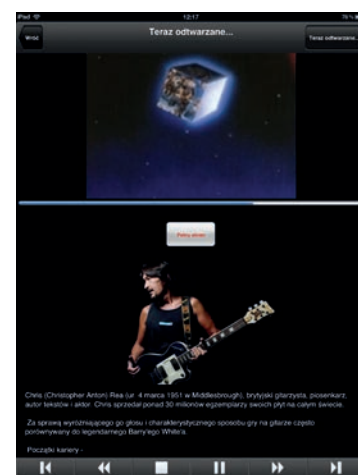 iPad 12:17 76%
Teraz odtwarzane...
Wróć
Teraz odtwarzane...
Pełny ekran
Chris (Christopher Anton) Rea (ur. 4 marca 1951 w Middlesbrough), brytyjski gitarzysta, piosenkarz,
autor tekstów i aktor. Chris sprzedał ponad 30 milionów egzemplarzy swoich płyt na całym świecie.
Za sprawą wyróżniającego go głosu i charakterystycznego sposobu gry na gitarze często
porównywany do legendarnego Barry'ego White'a.
Początki kariery -